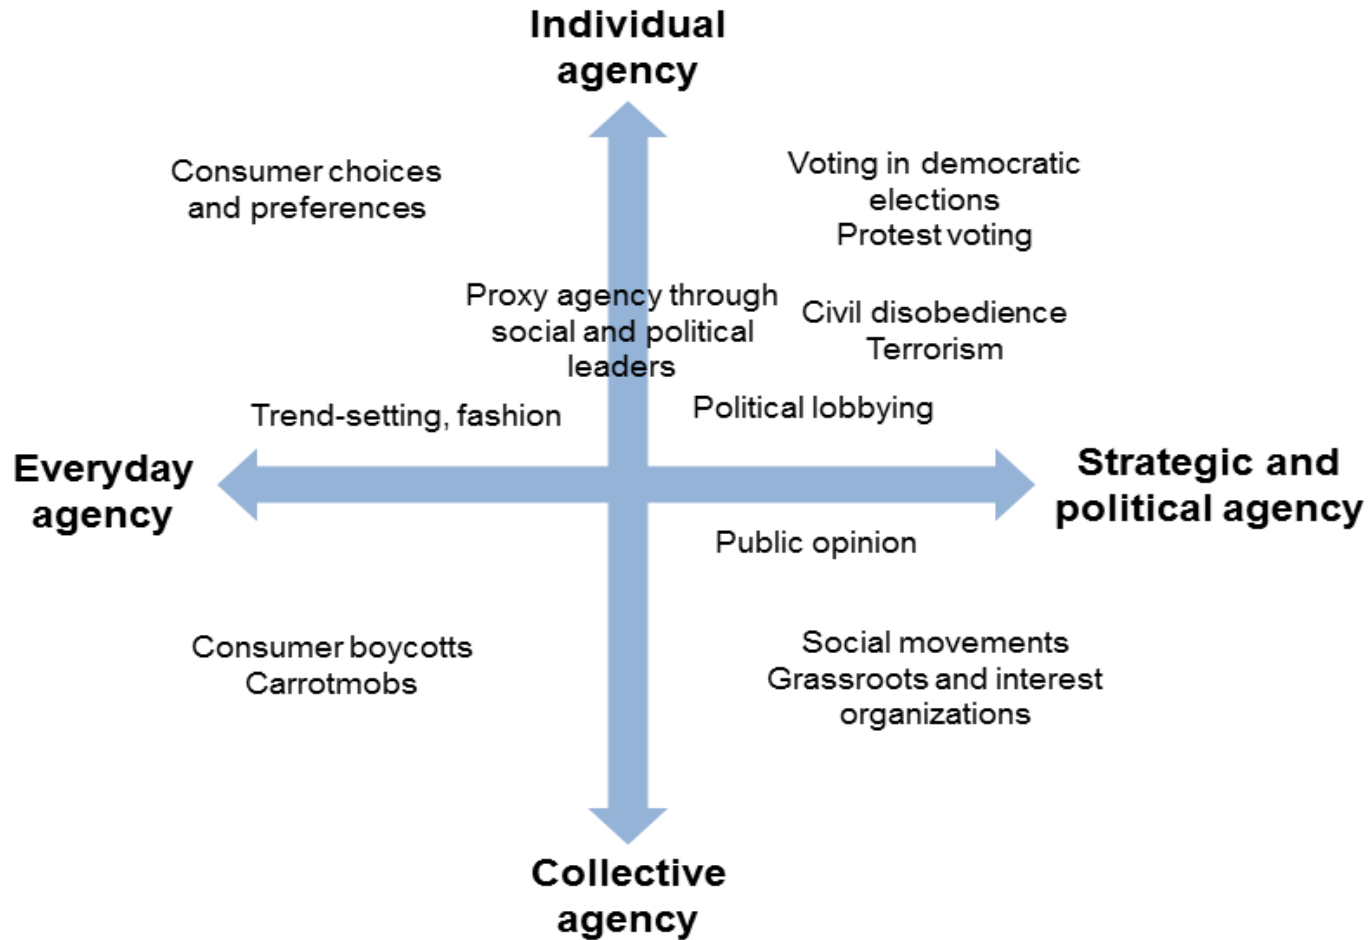 Individual
agency
Consumer choices
and preferences
Voting in democratic
elections
Protest voting
Proxy agency through
social and political
leaders
Civil disobedience
Terrorism
Trend-setting, fashion
Political lobbying
Everyday
agency
Strategic and
political agency
Public opinion
Consumer boycotts
Carrotmobs
Social movements
Grassroots and interest
organizations
Collective
agency